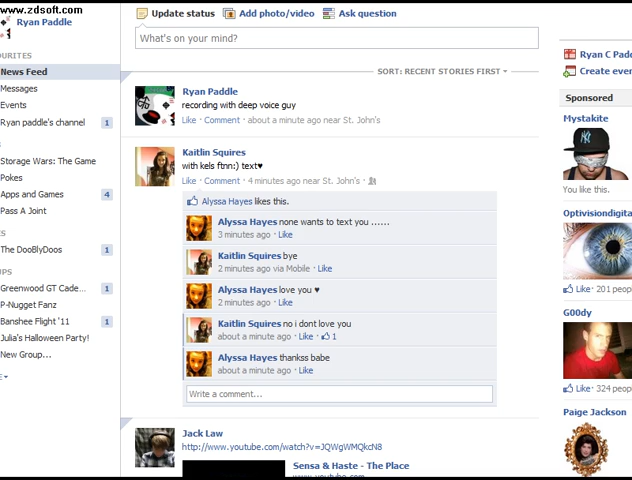 www.zdsoft.com
Ryan Paddle
OURITES
News Feed
Messages
Events
Ryan paddle's channel 1
S
Storage Wars: The Game
Pokes
Apps and Games 4
Pass A Joint
ES
The DooBlyDoos 1
UPS
Greenwood GT Cade... 1
P-Nugget Fanz
Banshee Flight '11 1
Julia's Halloween Party!
New Group...
Update status Add photo/video Ask question
What's on your mind?
SORT: RECENT STORIES FIRST
Ryan Paddle
recording with deep voice guy
Like · Comment · about a minute ago near St. John's
Kaitlin Squires
with kels ftnn:) text♥
Like · Comment · 4 minutes ago near St. John's ·
Alyssa Hayes likes this.
Alyssa Hayes none wants to text you ......
3 minutes ago · Like
Kaitlin Squires bye
2 minutes ago via Mobile · Like
Alyssa Hayes love you ♥
2 minutes ago · Like
Kaitlin Squires no i dont love you
about a minute ago · Like · 1
Alyssa Hayes thankss babe
about a minute ago · Like
Write a comment...
Jack Law
http://www.youtube.com/watch?v=JQWgWMQkcN8
Sensa & Haste - The Place
www.youtube.com
Ryan C Padd
Create even
Sponsored
Mystakite
You like this.
Optivisiondigita
Like · 201 peop
G00dy
Like · 324 peop
Paige Jackson